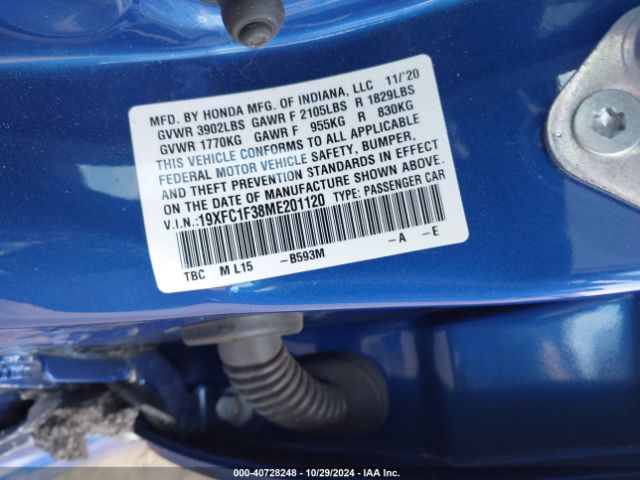 MFD. BY HONDA MFG. OF INDIANA, LLC 11/'20
GVWR 3902LBS GAWR F 2105LBS R 1829LBS
GVWR 1770KG GAWR F 955KG R 830KG
THIS VEHICLE CONFORMS TO ALL APPLICABLE
FEDERAL MOTOR VEHICLE SAFETY, BUMPER,
AND THEFT PREVENTION STANDARDS IN EFFECT
ON THE DATE OF MANUFACTURE SHOWN ABOVE.
V.I.N.:19XFC1F38ME201120 TYPE: PASSENGER CAR
TBC M L15 -B593M -A -E
000-40728248 - 10/29/2024 - IAA Inc.